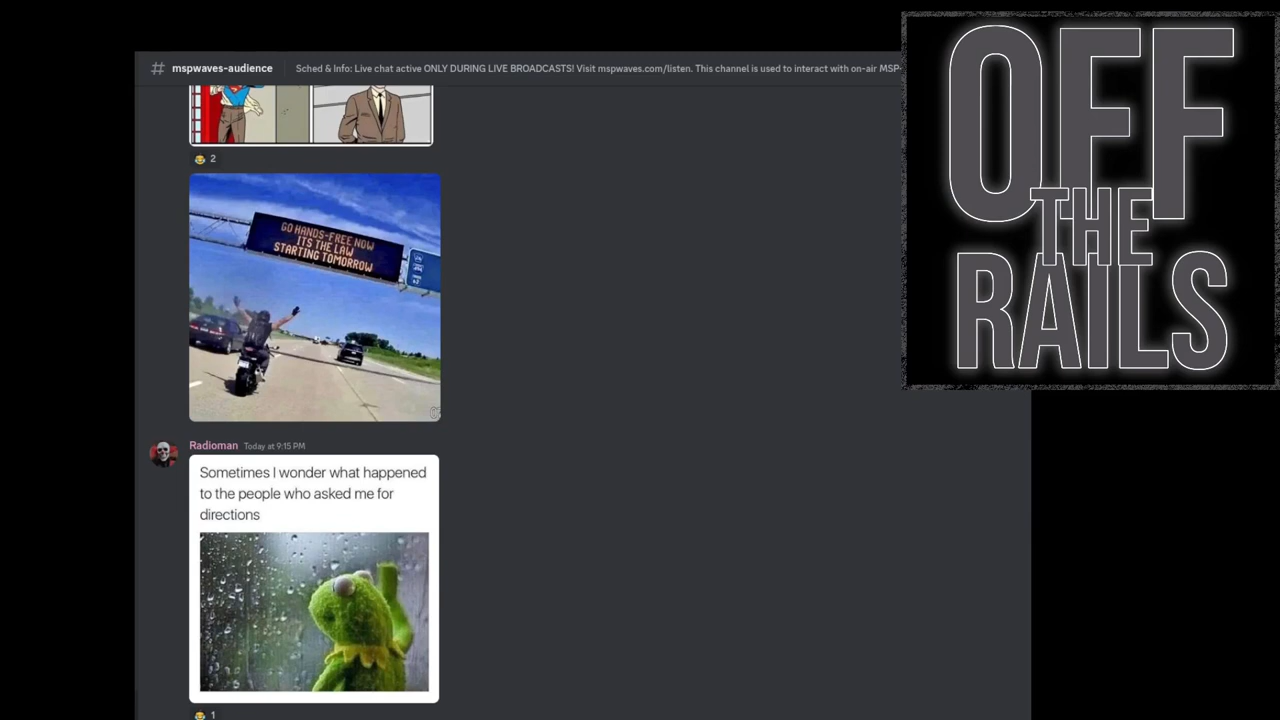 # mspwaves-audience
Sched & Info: Live chat active ONLY DURING LIVE BROADCASTS! Visit mspwaves.com/listen. This channel is used to interact with on-air MSP
OFF
THE
RAILS
2
GO HANDS-FREE NOW
ITS THE LAW
STARTING TOMORROW
Radioman Today at 9:15 PM
Sometimes I wonder what happened
to the people who asked me for
directions
1